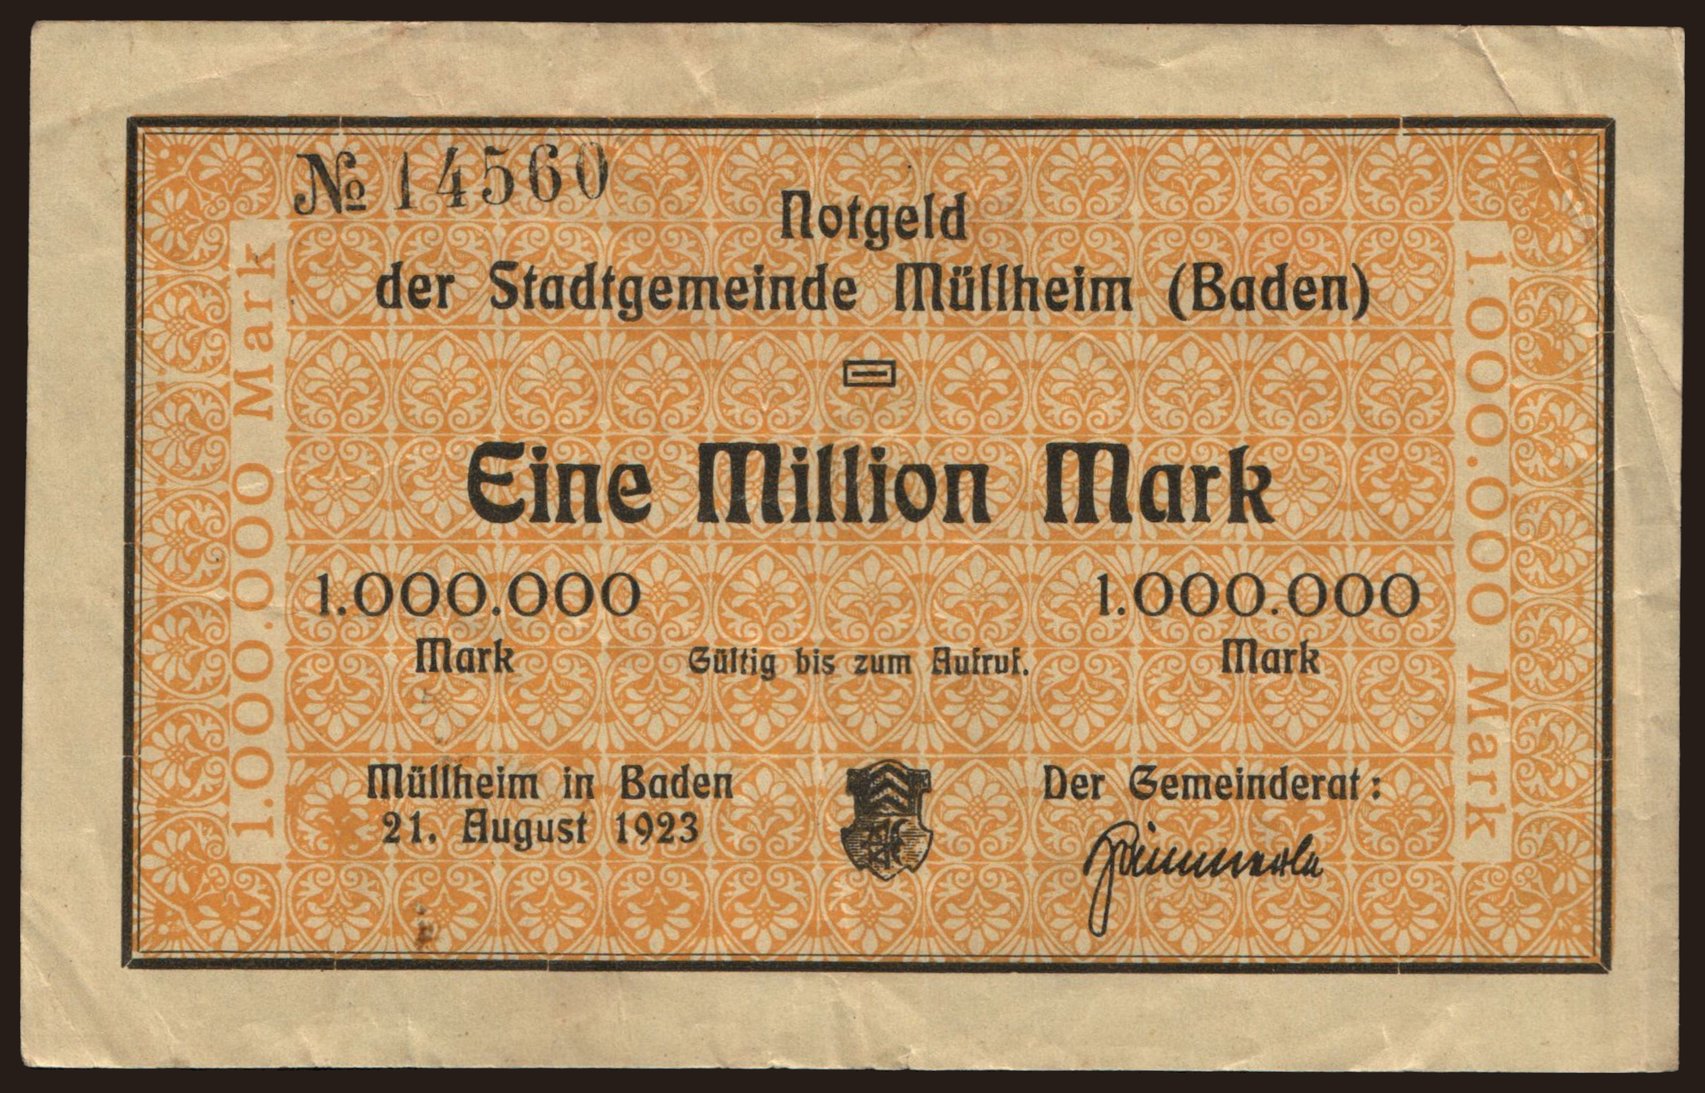 № 14560
Notgeld
der Stadtgemeinde Müllheim (Baden)
Eine Million Mark
1.000.000 Mark
1.000.000
Mark
Gültig bis zum Aufruf.
1.000.000
Mark
1.000.000 Mark
Müllheim in Baden
21. August 1923
Der Gemeinderat: